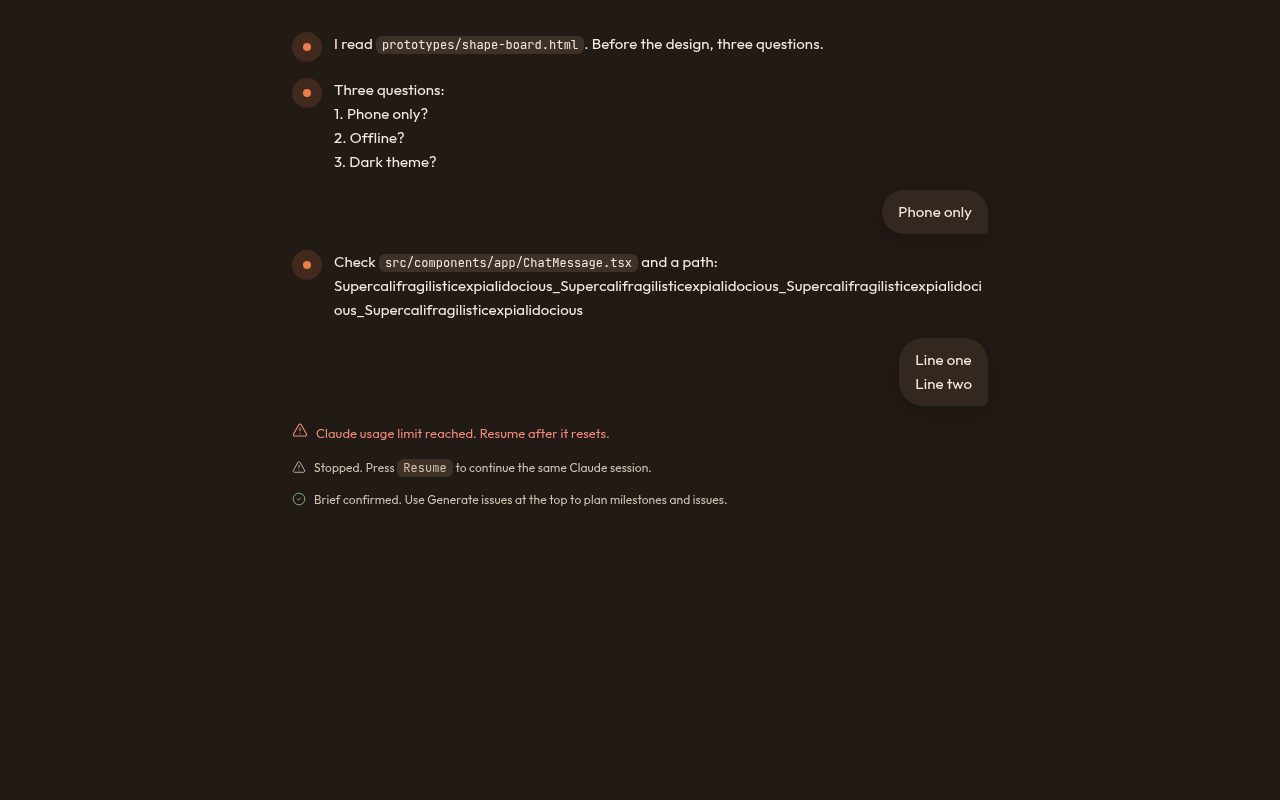 I read prototypes/shape-board.html. Before the design, three questions.
Three questions:
1. Phone only?
2. Offline?
3. Dark theme?
Phone only
Check src/components/app/ChatMessage.tsx and a path:
Supercalifragilisticexpialidocious_Supercalifragilisticexpialidocious_Supercalifragilisticexpialidoci
ous_Supercalifragilisticexpialidocious
Line one
Line two
Claude usage limit reached. Resume after it resets.
Stopped. Press Resume to continue the same Claude session.
Brief confirmed. Use Generate issues at the top to plan milestones and issues.